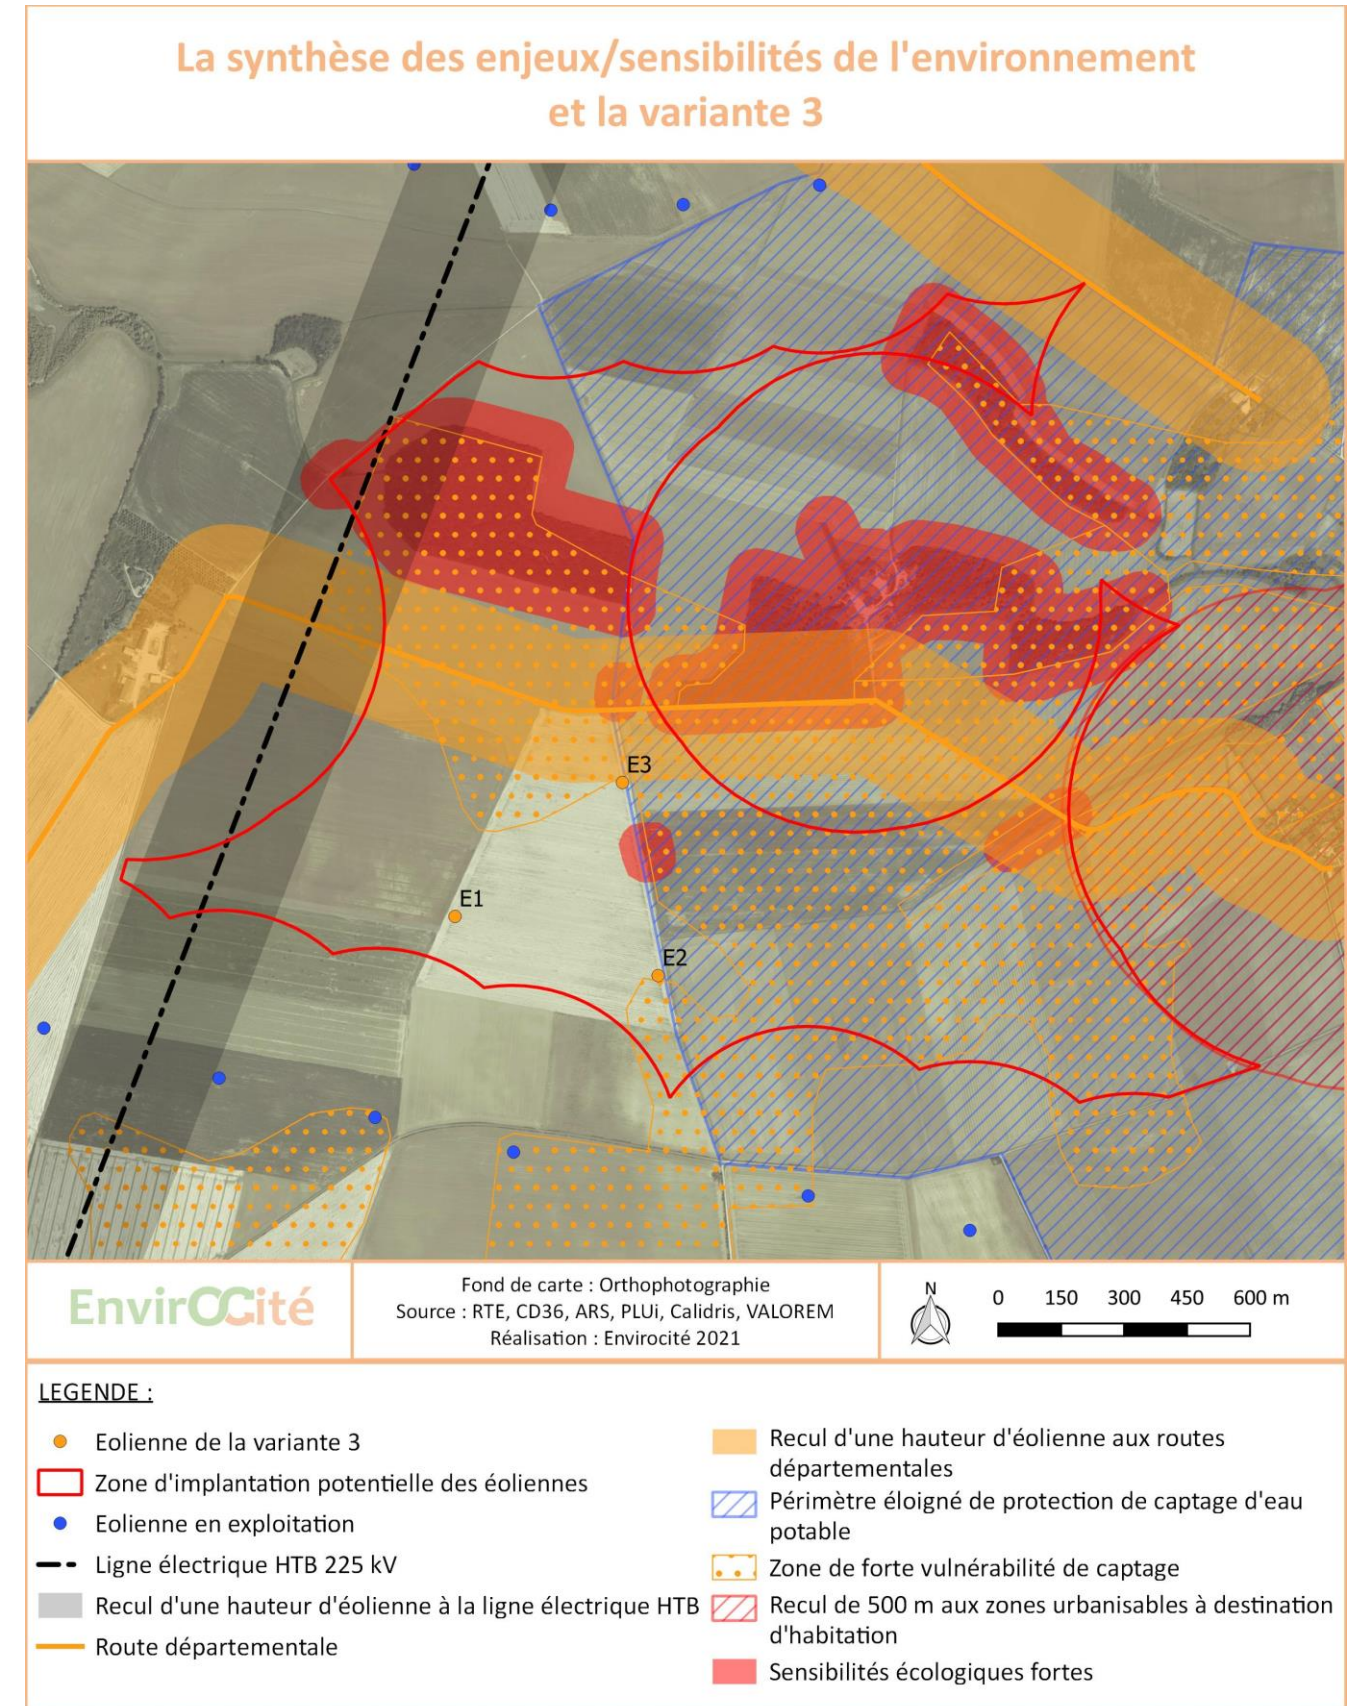 La synthèse des enjeux/sensibilités de l'environnement
et la variante 3
E3
E1
E2
EnvirOCité
Fond de carte : Orthophotographie
Source : RTE, CD36, ARS, PLUi, Calidris, VALOREM
Réalisation : Envirocité 2021
N
0 150 300 450 600 m
LEGENDE :
Eolienne de la variante 3
Zone d'implantation potentielle des éoliennes
Eolienne en exploitation
Ligne électrique HTB 225 kV
Recul d'une hauteur d'éolienne à la ligne électrique HTB
Route départementale
Recul d'une hauteur d'éolienne aux routes
départementales
Périmètre éloigné de protection de captage d'eau
potable
Zone de forte vulnérabilité de captage
Recul de 500 m aux zones urbanisables à destination
d'habitation
Sensibilités écologiques fortes